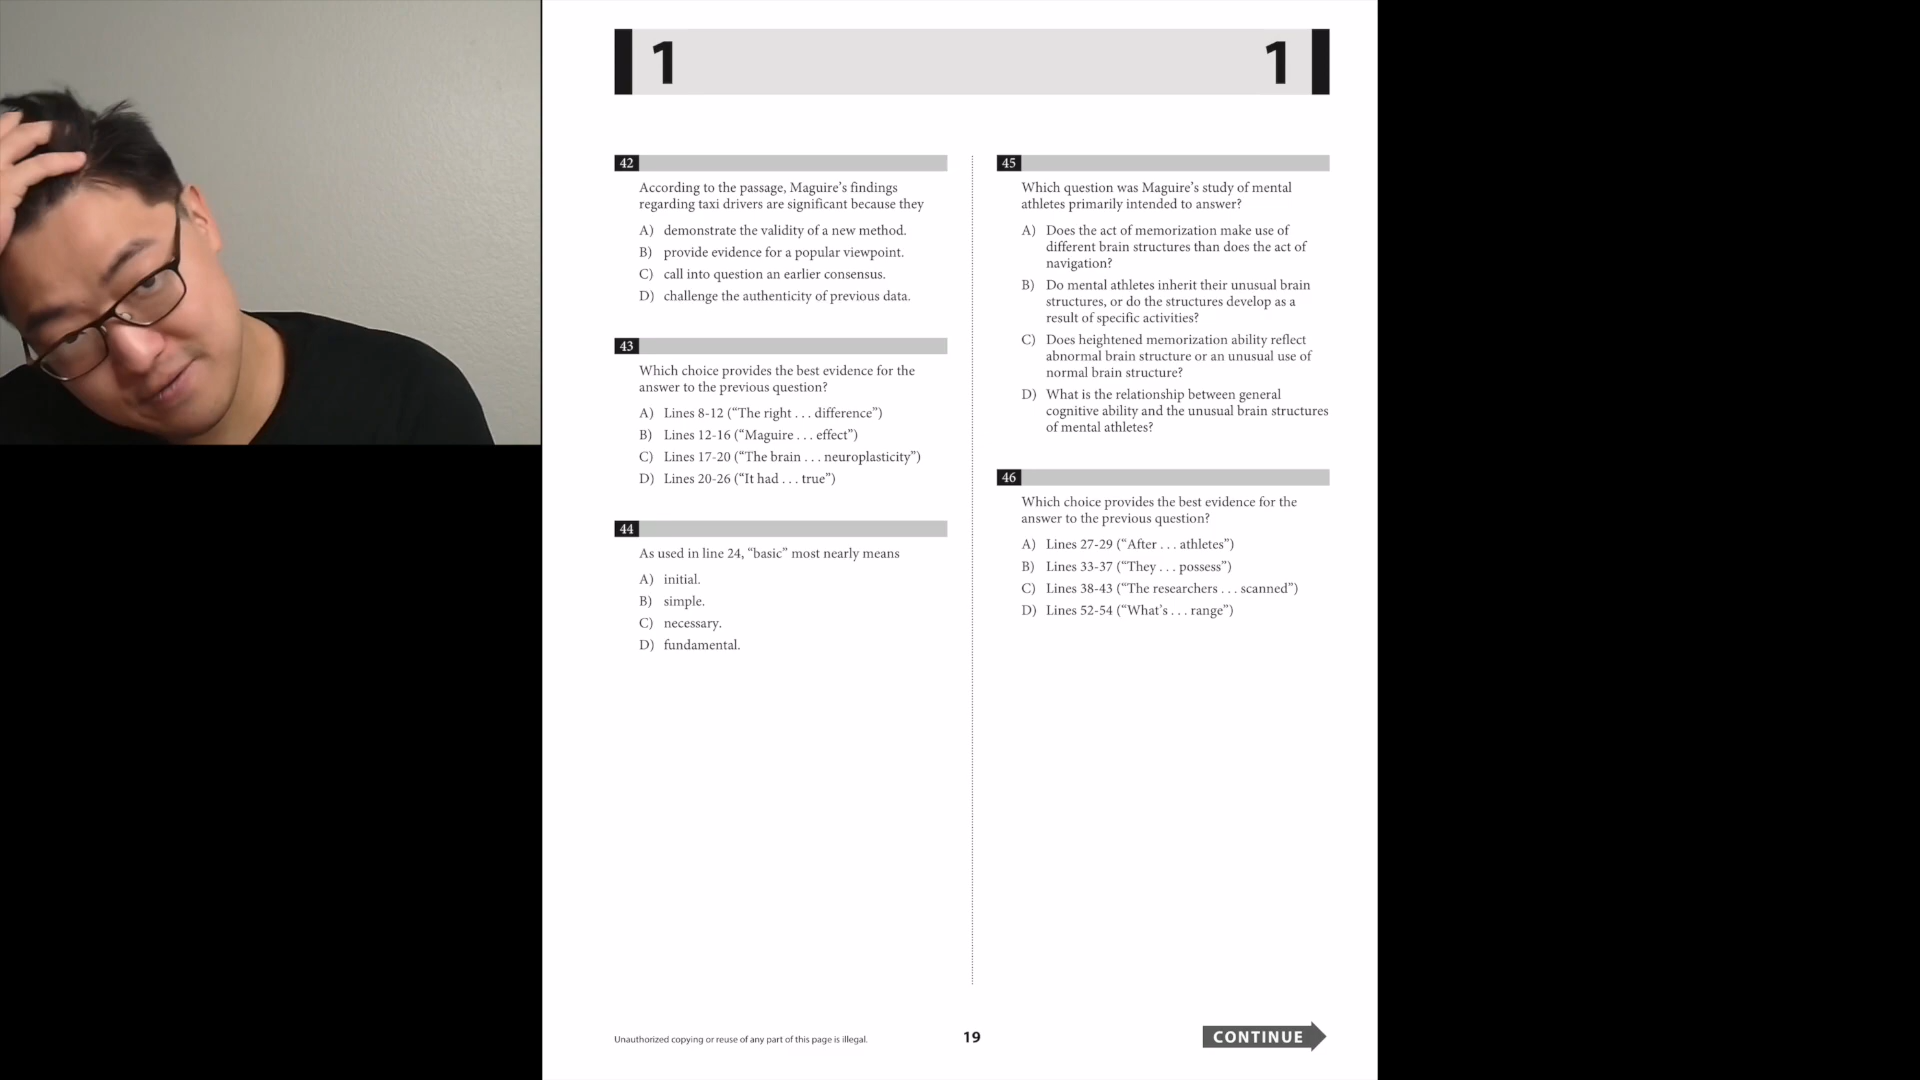 1 1
42
According to the passage, Maguire’s findings
regarding taxi drivers are significant because they
A) demonstrate the validity of a new method.
B) provide evidence for a popular viewpoint.
C) call into question an earlier consensus.
D) challenge the authenticity of previous data.
43
Which choice provides the best evidence for the
answer to the previous question?
A) Lines 8-12 (“The right . . . difference”)
B) Lines 12-16 (“Maguire . . . effect”)
C) Lines 17-20 (“The brain . . . neuroplasticity”)
D) Lines 20-26 (“It had . . . true”)
44
As used in line 24, “basic” most nearly means
A) initial.
B) simple.
C) necessary.
D) fundamental.
45
Which question was Maguire’s study of mental
athletes primarily intended to answer?
A) Does the act of memorization make use of
different brain structures than does the act of
navigation?
B) Do mental athletes inherit their unusual brain
structures, or do the structures develop as a
result of specific activities?
C) Does heightened memorization ability reflect
abnormal brain structure or an unusual use of
normal brain structure?
D) What is the relationship between general
cognitive ability and the unusual brain structures
of mental athletes?
46
Which choice provides the best evidence for the
answer to the previous question?
A) Lines 27-29 (“After . . . athletes”)
B) Lines 33-37 (“They . . . possess”)
C) Lines 38-43 (“The researchers . . . scanned”)
D) Lines 52-54 (“What’s . . . range”)
Unauthorized copying or reuse of any part of this page is illegal.
19
CONTINUE